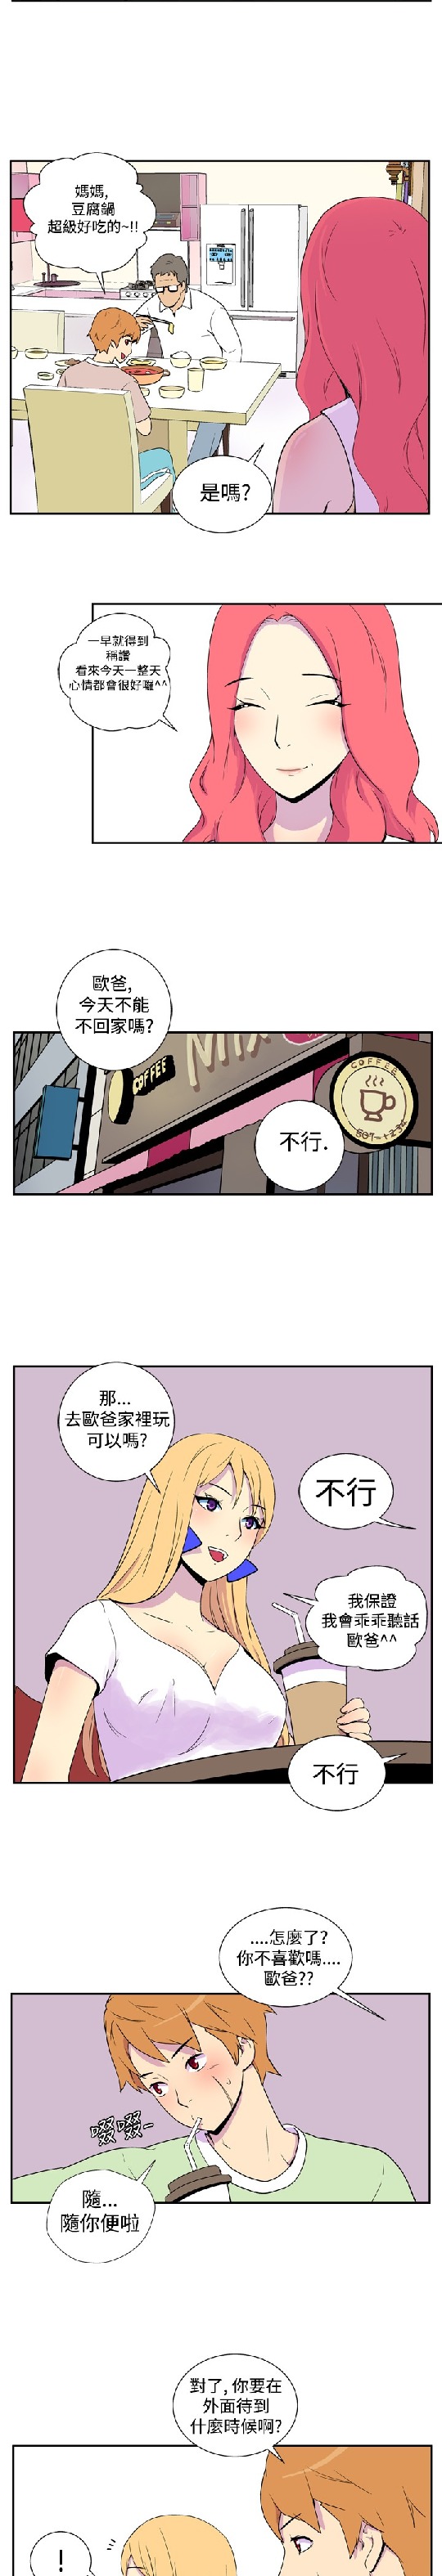 媽媽,
豆腐鍋
超級好吃的~!!
是嗎?
一早就得到
稱讚
看來今天一整天
心情都會很好囉^^
歐爸,
今天不能
不回家嗎?
COFFEE
MIX
COFFEE
不行.
那...
去歐爸家裡玩
可以嗎?
不行
我保證
我會乖乖聽話
歐爸^^
不行
....怎麼了?
你不喜歡嗎....
歐爸??
啜啜~
隨...
隨你便啦
對了, 你要在
外面待到
什麼時候啊?
!